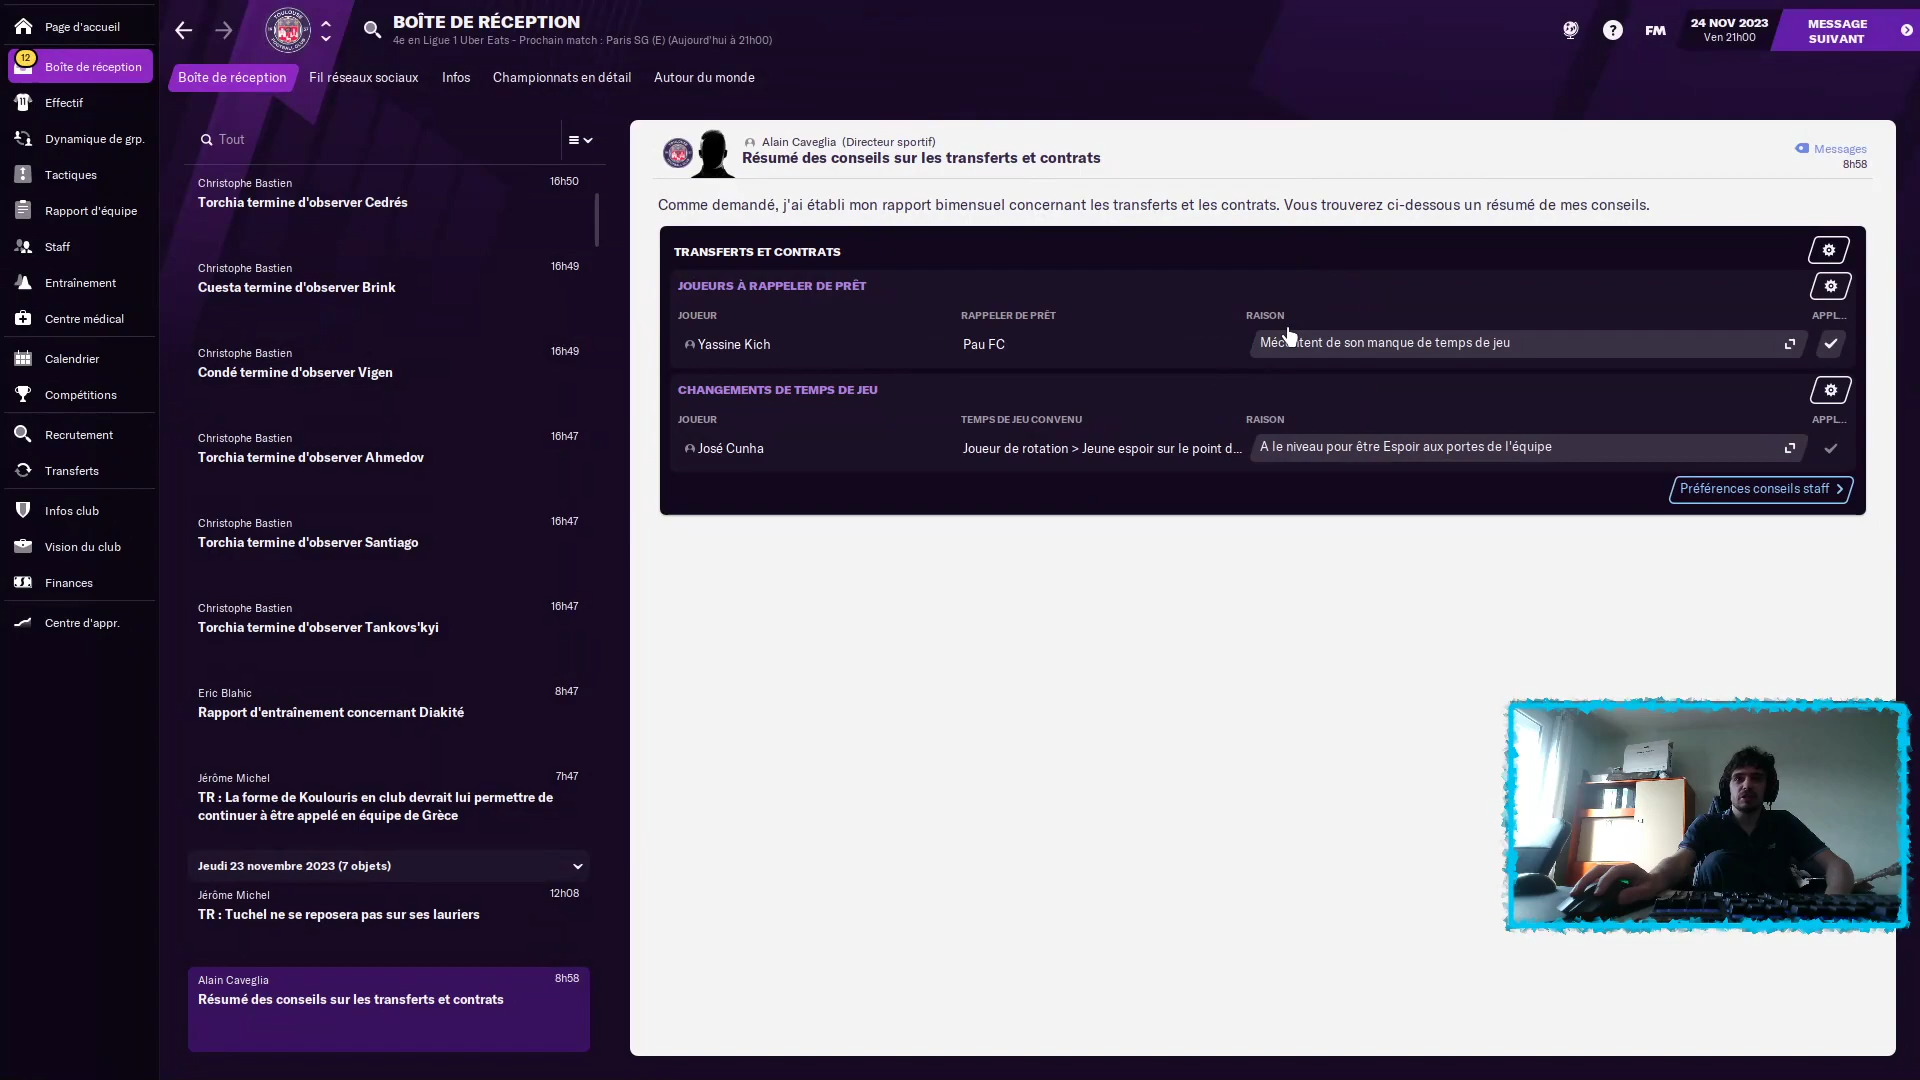 Page d'accueil
12
Boîte de réception
Effectif
Dynamique de grp.
Tactiques
Rapport d'équipe
Staff
Entraînement
Centre médical
Calendrier
Compétitions
Recrutement
Transferts
Infos club
Vision du club
Finances
Centre d'appr.
BOÎTE DE RÉCEPTION
4e en Ligue 1 Uber Eats - Prochain match : Paris SG (E) (Aujourd'hui à 21h00)
FM
24 NOV 2023
Ven 21h00
MESSAGE
SUIVANT
Boîte de réception
Fil réseaux sociaux
Infos
Championnats en détail
Autour du monde
Tout
Christophe Bastien 16h50
Torchia termine d'observer Cedrés
Christophe Bastien 16h49
Cuesta termine d'observer Brink
Christophe Bastien 16h49
Condé termine d'observer Vigen
Christophe Bastien 16h47
Torchia termine d'observer Ahmedov
Christophe Bastien 16h47
Torchia termine d'observer Santiago
Christophe Bastien 16h47
Torchia termine d'observer Tankovs'kyi
Eric Blahic 8h47
Rapport d'entraînement concernant Diakité
Jérôme Michel 7h47
TR : La forme de Koulouris en club devrait lui permettre de
continuer à être appelé en équipe de Grèce
Jeudi 23 novembre 2023 (7 objets)
Jérôme Michel 12h08
TR : Tuchel ne se reposera pas sur ses lauriers
Alain Caveglia 8h58
Résumé des conseils sur les transferts et contrats
Alain Caveglia (Directeur sportif)
Résumé des conseils sur les transferts et contrats
Messages
8h58
Comme demandé, j'ai établi mon rapport bimensuel concernant les transferts et les contrats. Vous trouverez ci-dessous un résumé de mes conseils.
TRANSFERTS ET CONTRATS
JOUEURS À RAPPELER DE PRÊT
JOUEUR RAPPELER DE PRÊT RAISON APPL...
Yassine Kich Pau FC Mécontent de son manque de temps de jeu
CHANGEMENTS DE TEMPS DE JEU
JOUEUR TEMPS DE JEU CONVENU RAISON APPL...
José Cunha Joueur de rotation > Jeune espoir sur le point d... A le niveau pour être Espoir aux portes de l'équipe
Préférences conseils staff